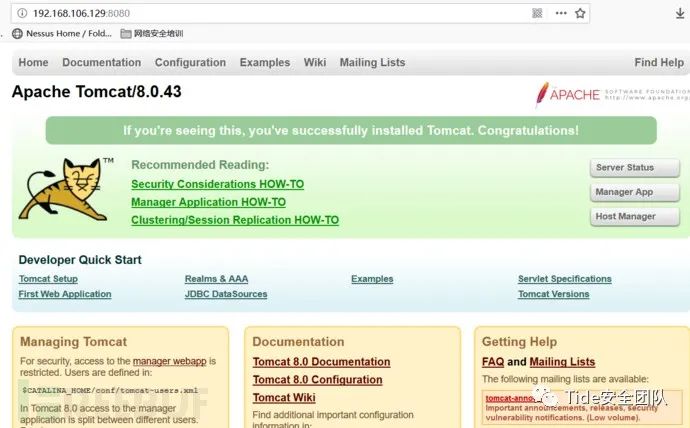 192.168.106.129:8080
Nessus Home / Fold... 网络安全培训
Home Documentation Configuration Examples Wiki Mailing Lists Find Help
Apache Tomcat/8.0.43
APACHE
SOFTWARE FOUNDATION
http://www.apache.org
If you're seeing this, you've successfully installed Tomcat. Congratulations!
TM
Recommended Reading:
Security Considerations HOW-TO
Manager Application HOW-TO
Clustering/Session Replication HOW-TO
Server Status
Manager App
Host Manager
Developer Quick Start
Tomcat Setup
First Web Application
Realms & AAA
JDBC DataSources
Examples
Servlet Specifications
Tomcat Versions
Managing Tomcat
For security, access to the manager webapp is
restricted. Users are defined in:
$CATALINA_HOME/conf/tomcat-users.xml
In Tomcat 8.0 access to the manager
application is split between different users.
Documentation
Tomcat 8.0 Documentation
Tomcat 8.0 Configuration
Tomcat Wiki
Find additional important configuration
information in:
Getting Help
FAQ and Mailing Lists
The following mailing lists are available:
tomcat-anno
Important announcements, releases, security
vulnerability notifications. (Low volume).
Tide安全团队